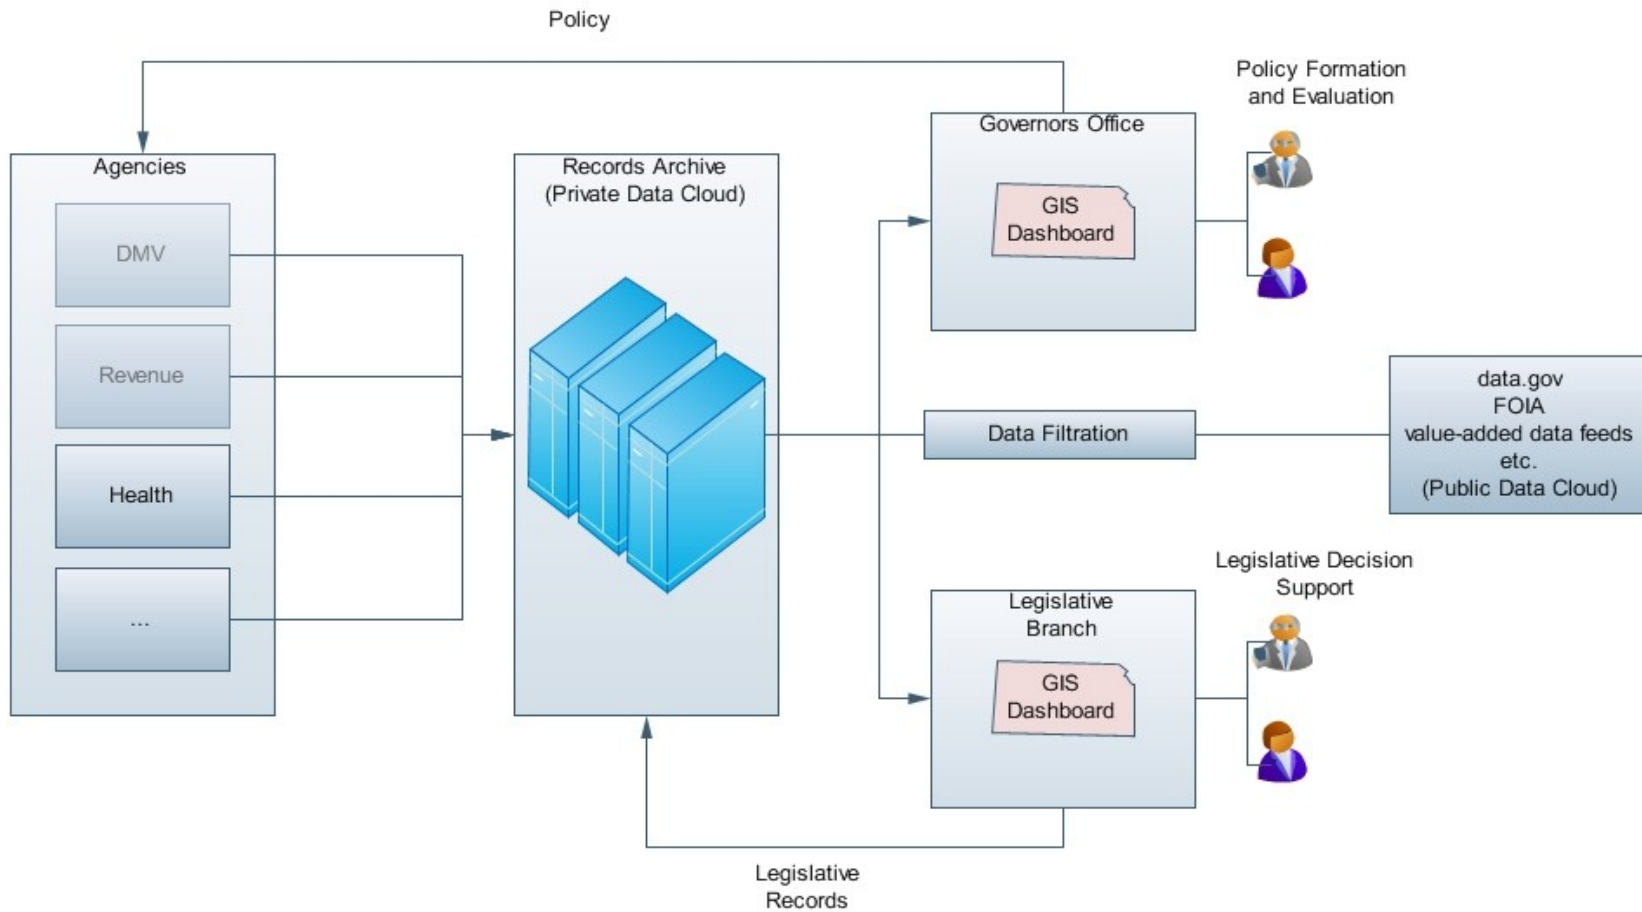 Policy
Policy Formation
and Evaluation
Governors Office
GIS
Dashboard
Agencies
DMV
Revenue
Health
...
Records Archive
(Private Data Cloud)
Data Filtration
data.gov
FOIA
value-added data feeds
etc.
(Public Data Cloud)
Legislative Decision
Support
Legislative
Branch
GIS
Dashboard
Legislative
Records